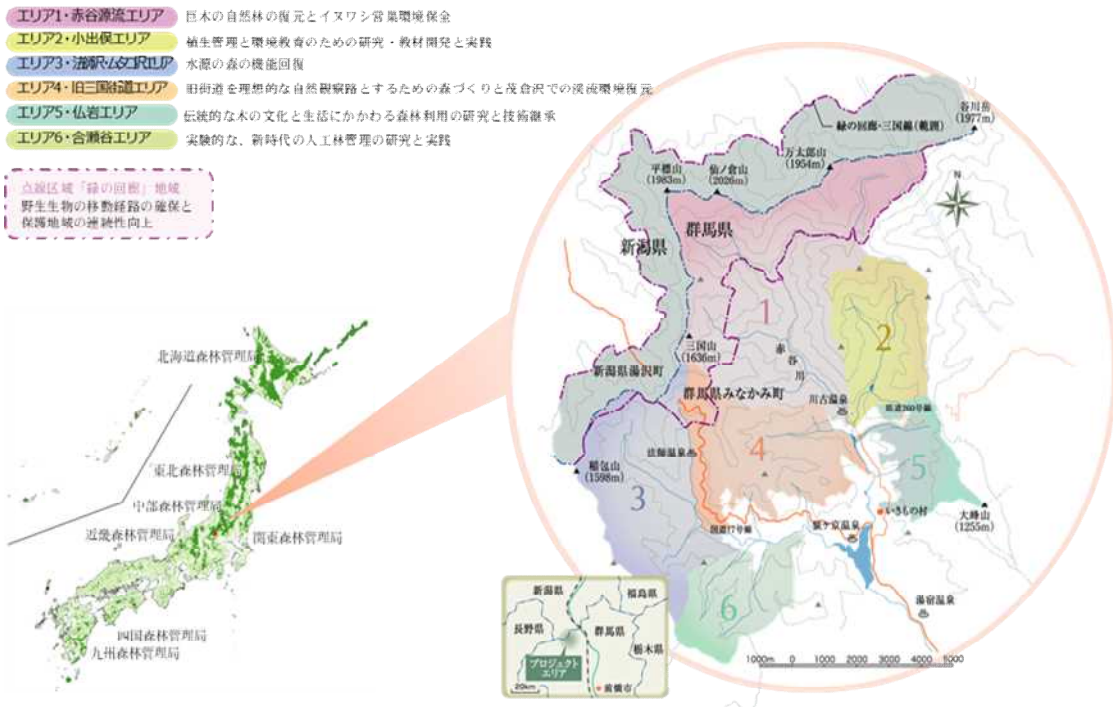 エリア1・赤谷源流エリア 巨木の自然林の復元とイヌワシ営巣環境保金
エリア2・小出俣エリア 植生管理と環境教育のための研究・教材開発と実践
エリア3・法師沢・ムタコ沢エリア 水源の森の機能回復
エリア4・旧三国街道エリア 旧街道を理想的な自然観察路とするための森づくりと茂倉沢での渓流環境復元
エリア5・仏岩エリア 伝統的な木の文化と生活にかかわる森林利用の研究と技術継承
エリア6・合瀬谷エリア 実験的な、新時代の人工林管理の研究と実践
点線区域「緑の回廊」地域
野生生物の移動経路の確保と
保護地域の連続性向上
谷川岳
(1977m)
緑の回廊・三国線(範囲)
万太郎山
(1954m)
仙ノ倉山
(2026m)
平標山
(1983m)
N
群馬県
新潟県
1
2
三国山
(1636m)
赤谷川
新潟県湯沢町
群馬県みなかみ町
川古温泉
県道260号線
法師温泉
4
5
稲包山
(1598m)
3
いきもの村
大峰山
(1255m)
国道17号線
猿ヶ京温泉
6
湯宿温泉
1000m 0 1000 2000 3000 4000 5000
北海道森林管理局
東北森林管理局
中部森林管理局
近畿森林管理局
関東森林管理局
四国森林管理局
九州森林管理局
新潟県
福島県
長野県
群馬県
栃木県
プロジェクト
エリア
20km
前橋市